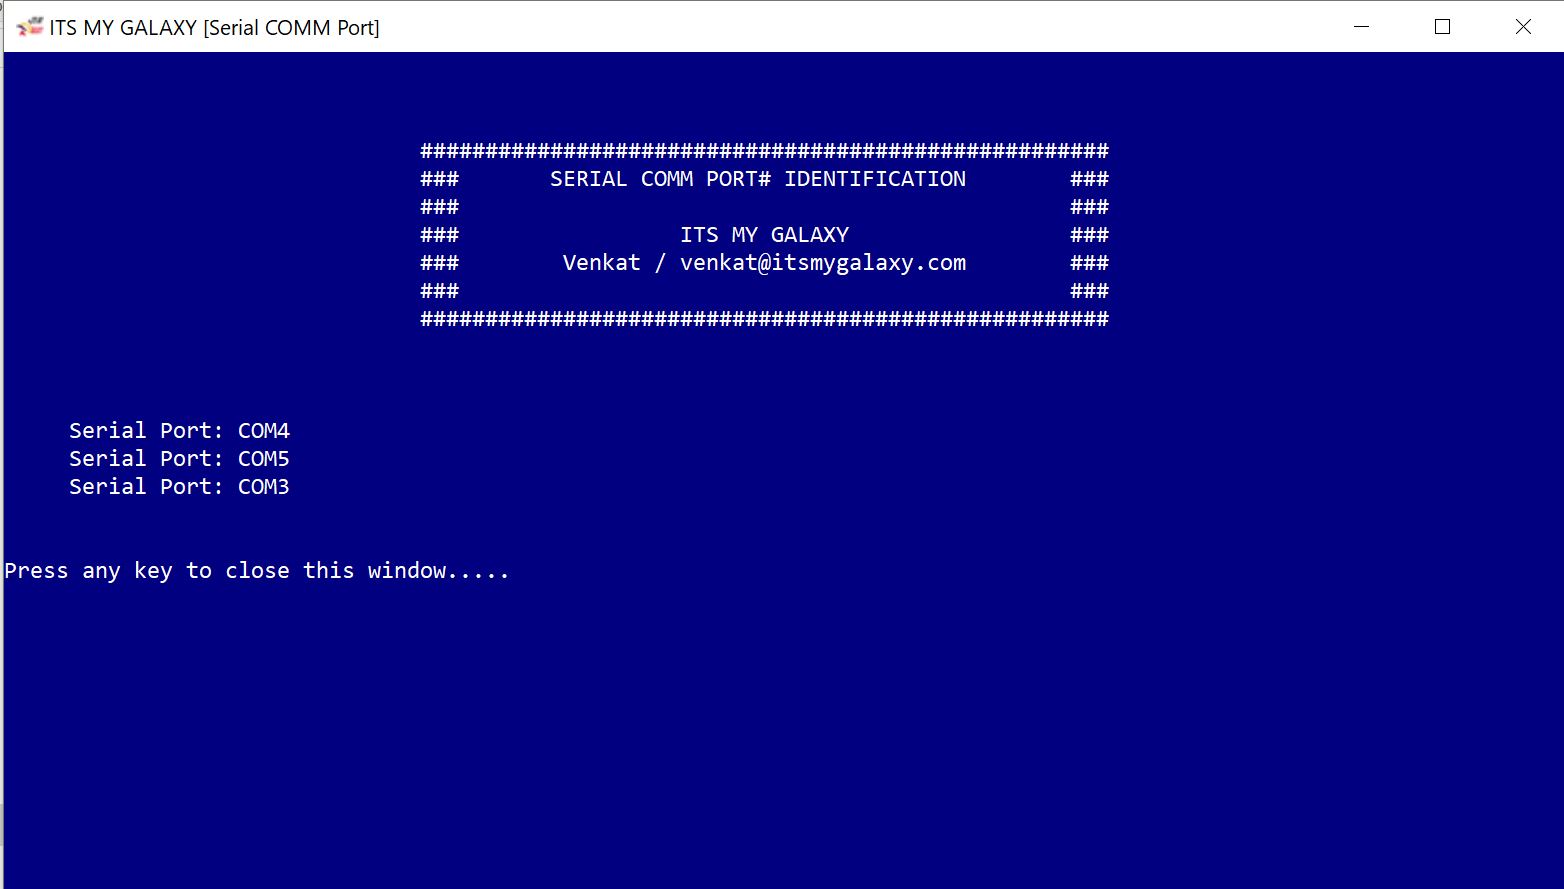 ITS MY GALAXY [Serial COMM Port]
#####################################################
### SERIAL COMM PORT# IDENTIFICATION ###
### ###
### ITS MY GALAXY ###
### Venkat / venkat@itsmygalaxy.com ###
### ###
#####################################################
Serial Port: COM4
Serial Port: COM5
Serial Port: COM3
Press any key to close this window.....